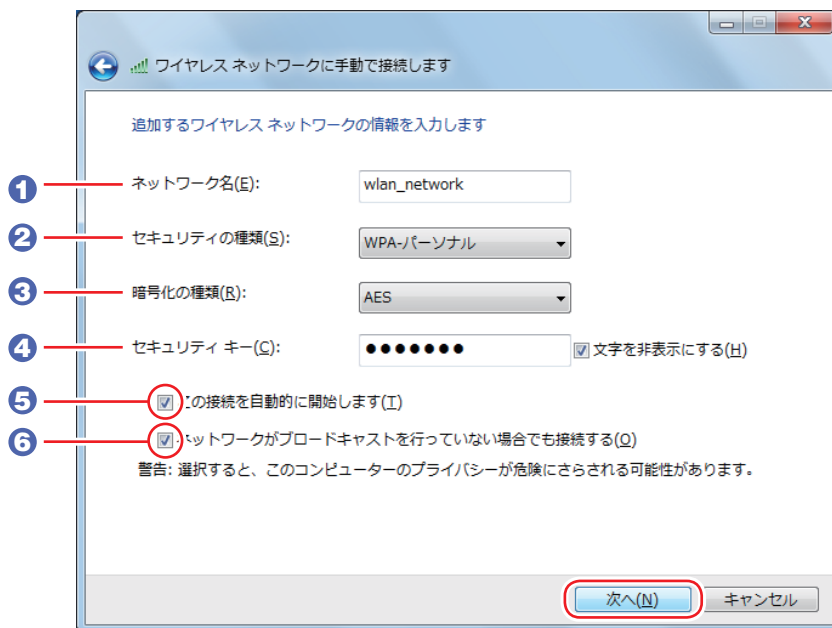 ワイヤレス ネットワークに手動で接続します
追加するワイヤレス ネットワークの情報を入力します
1 ネットワーク名(E): wlan_network
2 セキュリティの種類(S): WPA-パーソナル
3 暗号化の種類(R): AES
4 セキュリティ キー(C): ●●●●●●● 文字を非表示にする(H)
5 この接続を自動的に開始します(T)
6 ネットワークがブロードキャストを行っていない場合でも接続する(O)
警告: 選択すると、このコンピューターのプライバシーが危険にさらされる可能性があります。
次へ(N) キャンセル